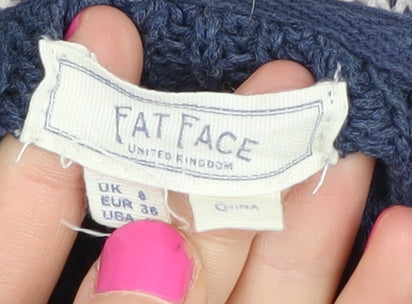 FAT FACE
UNITED KINGDOM
UK 8
EUR 36
USA
CHINA